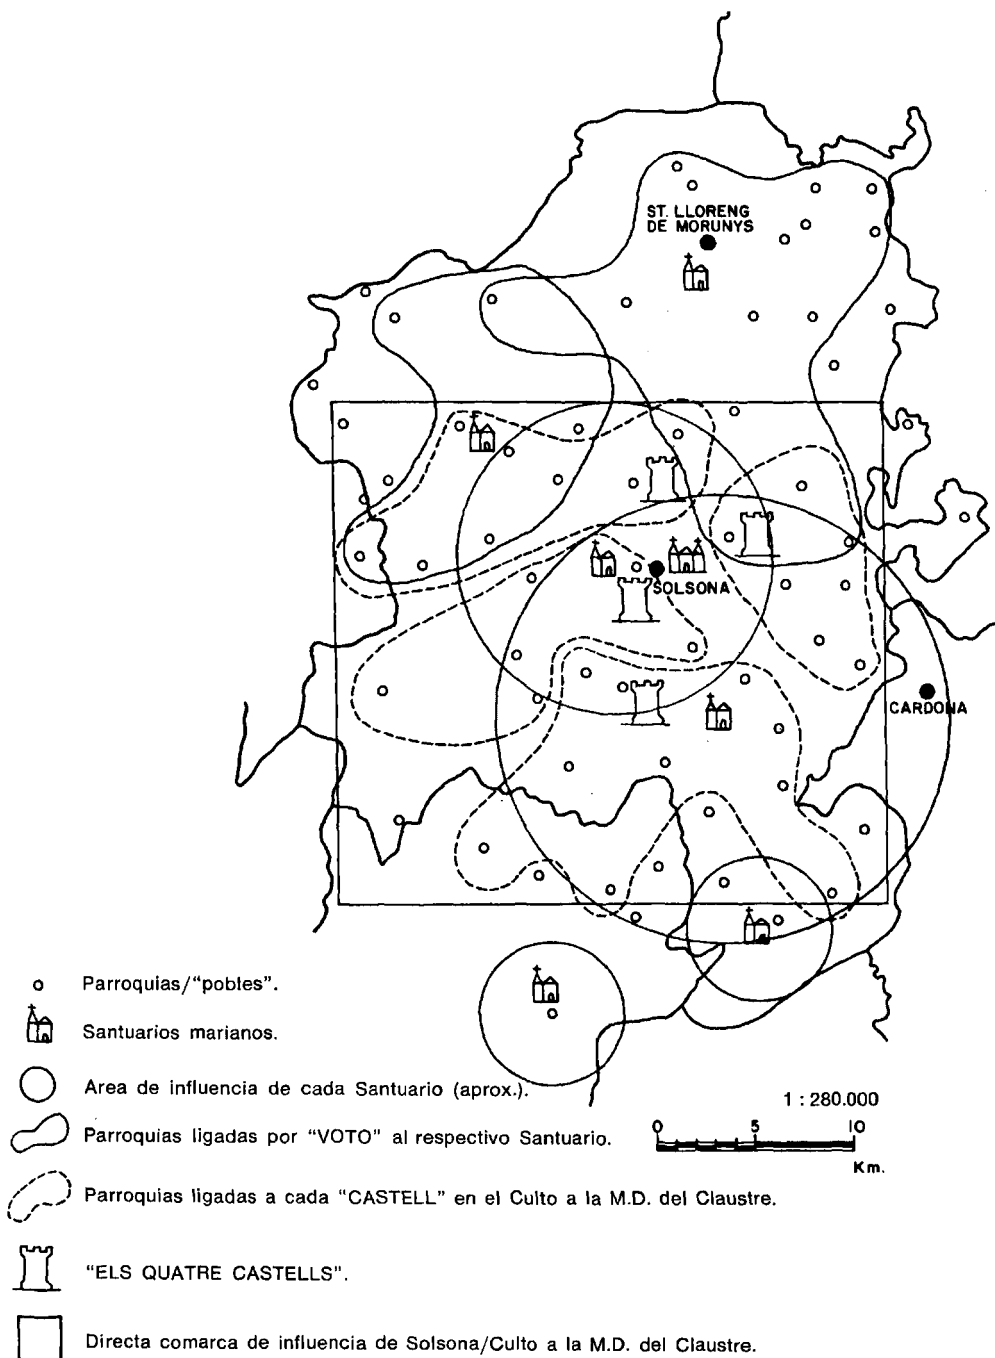 ST. LLORENG
DE MORUNYS
SOLSONA
CARDONA
Parroquias/"pobles".
Santuarios marianos.
Area de influencia de cada Santuario (aprox.).
1 : 280.000
Parroquias ligadas por "VOTO" al respectivo Santuario.
0 5 10
Km.
Parroquias ligadas a cada "CASTELL" en el Culto a la M.D. del Claustre.
"ELS QUATRE CASTELLS".
Directa comarca de influencia de Solsona/Culto a la M.D. del Claustre.